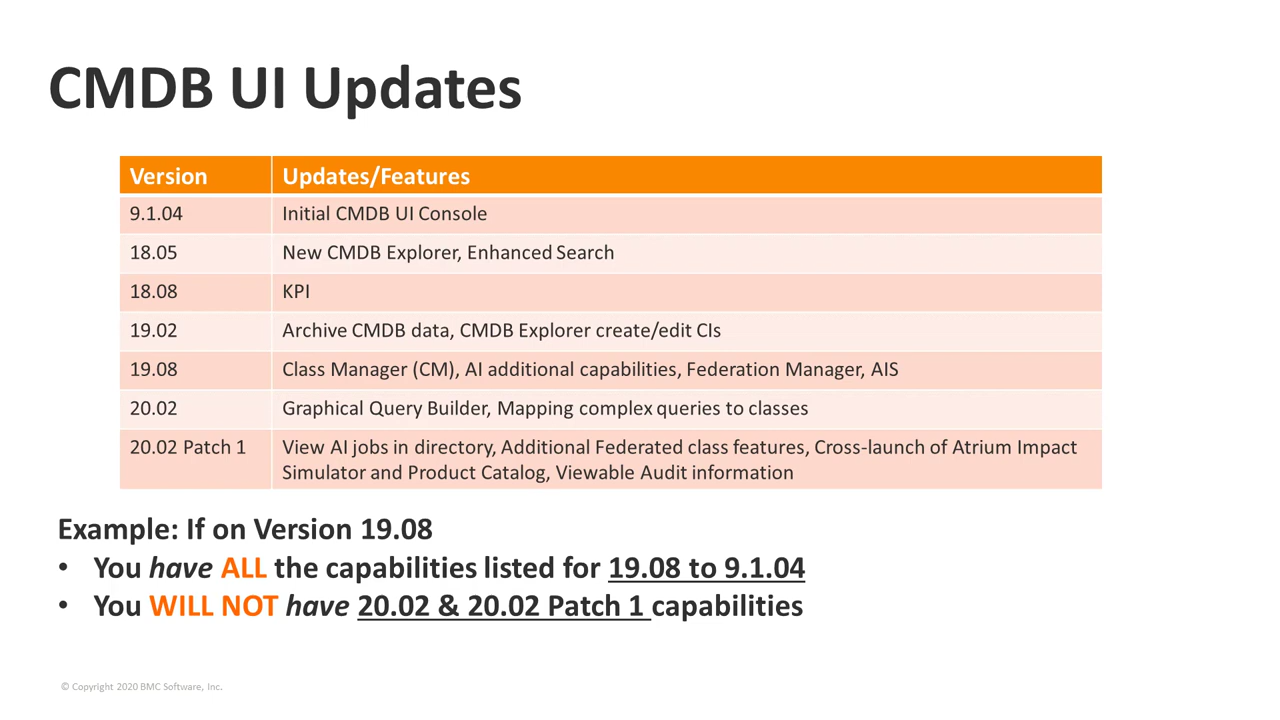 CMDB UI Updates
Version Updates/Features
9.1.04 Initial CMDB UI Console
18.05 New CMDB Explorer, Enhanced Search
18.08 KPI
19.02 Archive CMDB data, CMDB Explorer create/edit CIs
19.08 Class Manager (CM), AI additional capabilities, Federation Manager, AIS
20.02 Graphical Query Builder, Mapping complex queries to classes
20.02 Patch 1 View AI jobs in directory, Additional Federated class features, Cross-launch of Atrium Impact
Simulator and Product Catalog, Viewable Audit information
Example: If on Version 19.08
• You have ALL the capabilities listed for 19.08 to 9.1.04
• You WILL NOT have 20.02 & 20.02 Patch 1 capabilities
© Copyright 2020 BMC Software, Inc.